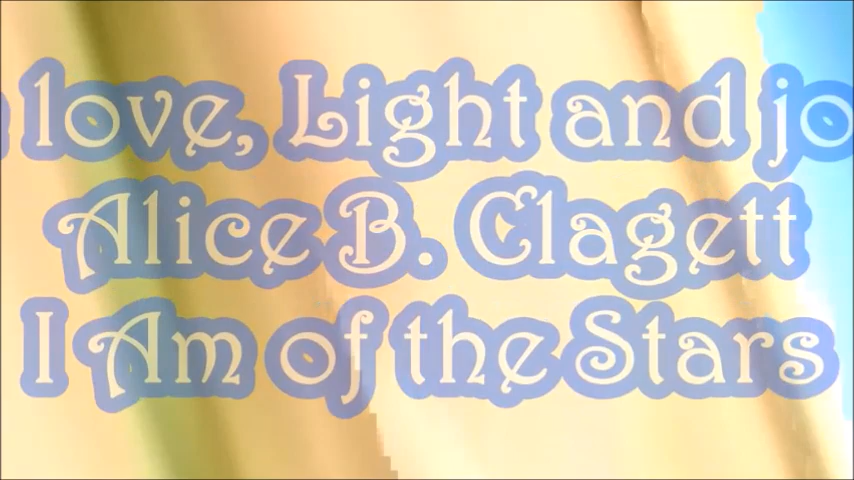 love, Light and
Alice B. Clagett
I Am of the Stars